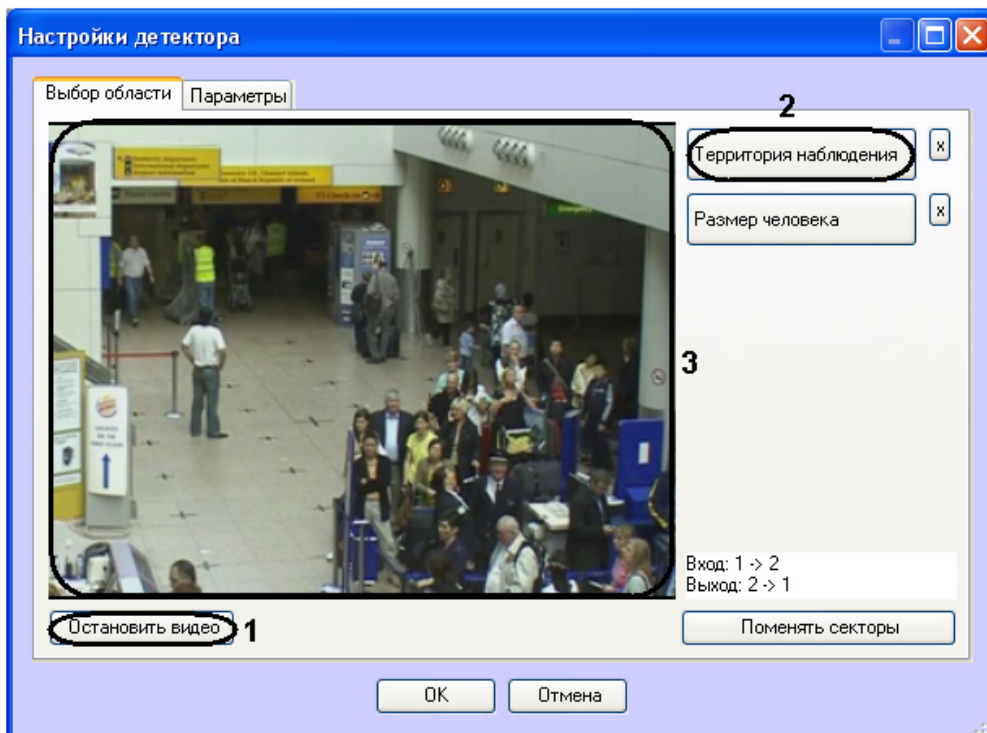 Настройки детектора
Выбор области
Параметры
2
Территория наблюдения
x
Размер человека
x
3
Emergency
Вход: 1 -> 2
Выход: 2 -> 1
Остановить видео
1
Поменять секторы
OK
Отмена